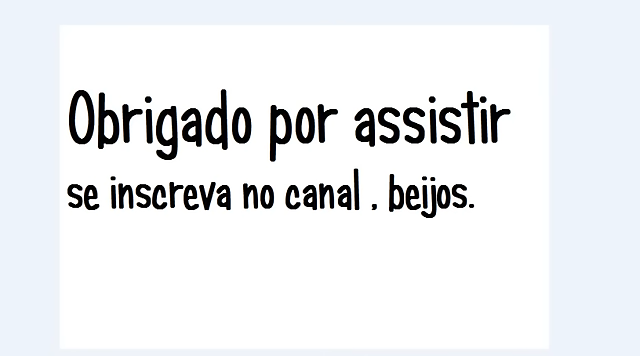 Obrigado por assistir
se inscreva no canal , beijos.